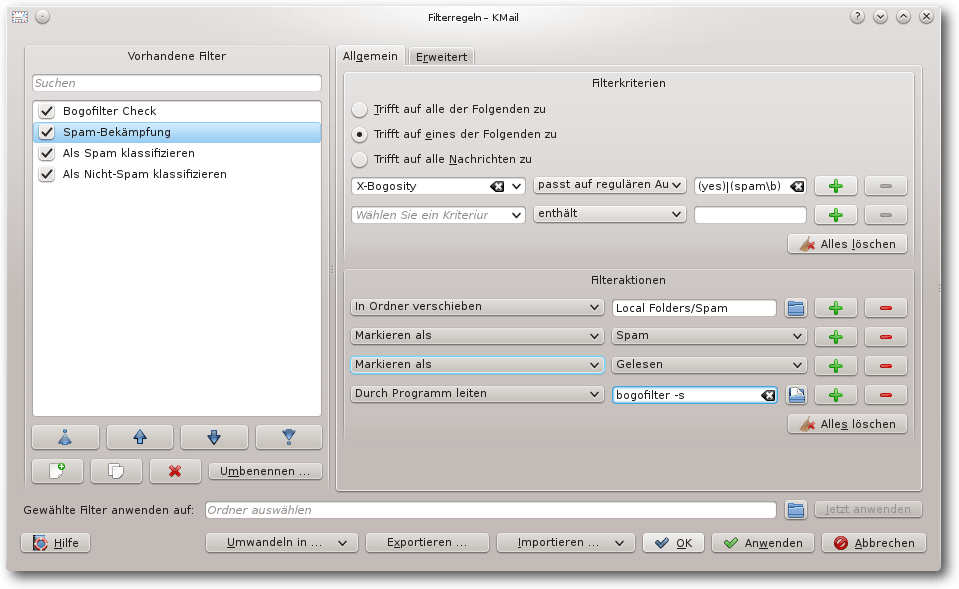 Filterregeln – KMail
Vorhandene Filter
Suchen
Bogofilter Check
Spam-Bekämpfung
Als Spam klassifizieren
Als Nicht-Spam klassifizieren
Umbenennen ...
Allgemein
Erweitert
Filterkriterien
Trifft auf alle der Folgenden zu
Trifft auf eines der Folgenden zu
Trifft auf alle Nachrichten zu
X-Bogosity passt auf regulären Au (yes)|(spam\b)
Wählen Sie ein Kriteriur enthält
Alles löschen
Filteraktionen
In Ordner verschieben Local Folders/Spam
Markieren als Spam
Markieren als Gelesen
Durch Programm leiten bogofilter -s
Alles löschen
Gewählte Filter anwenden auf: Ordner auswählen Jetzt anwenden
Hilfe Umwandeln in ... Exportieren ... Importieren ... OK Anwenden Abbrechen